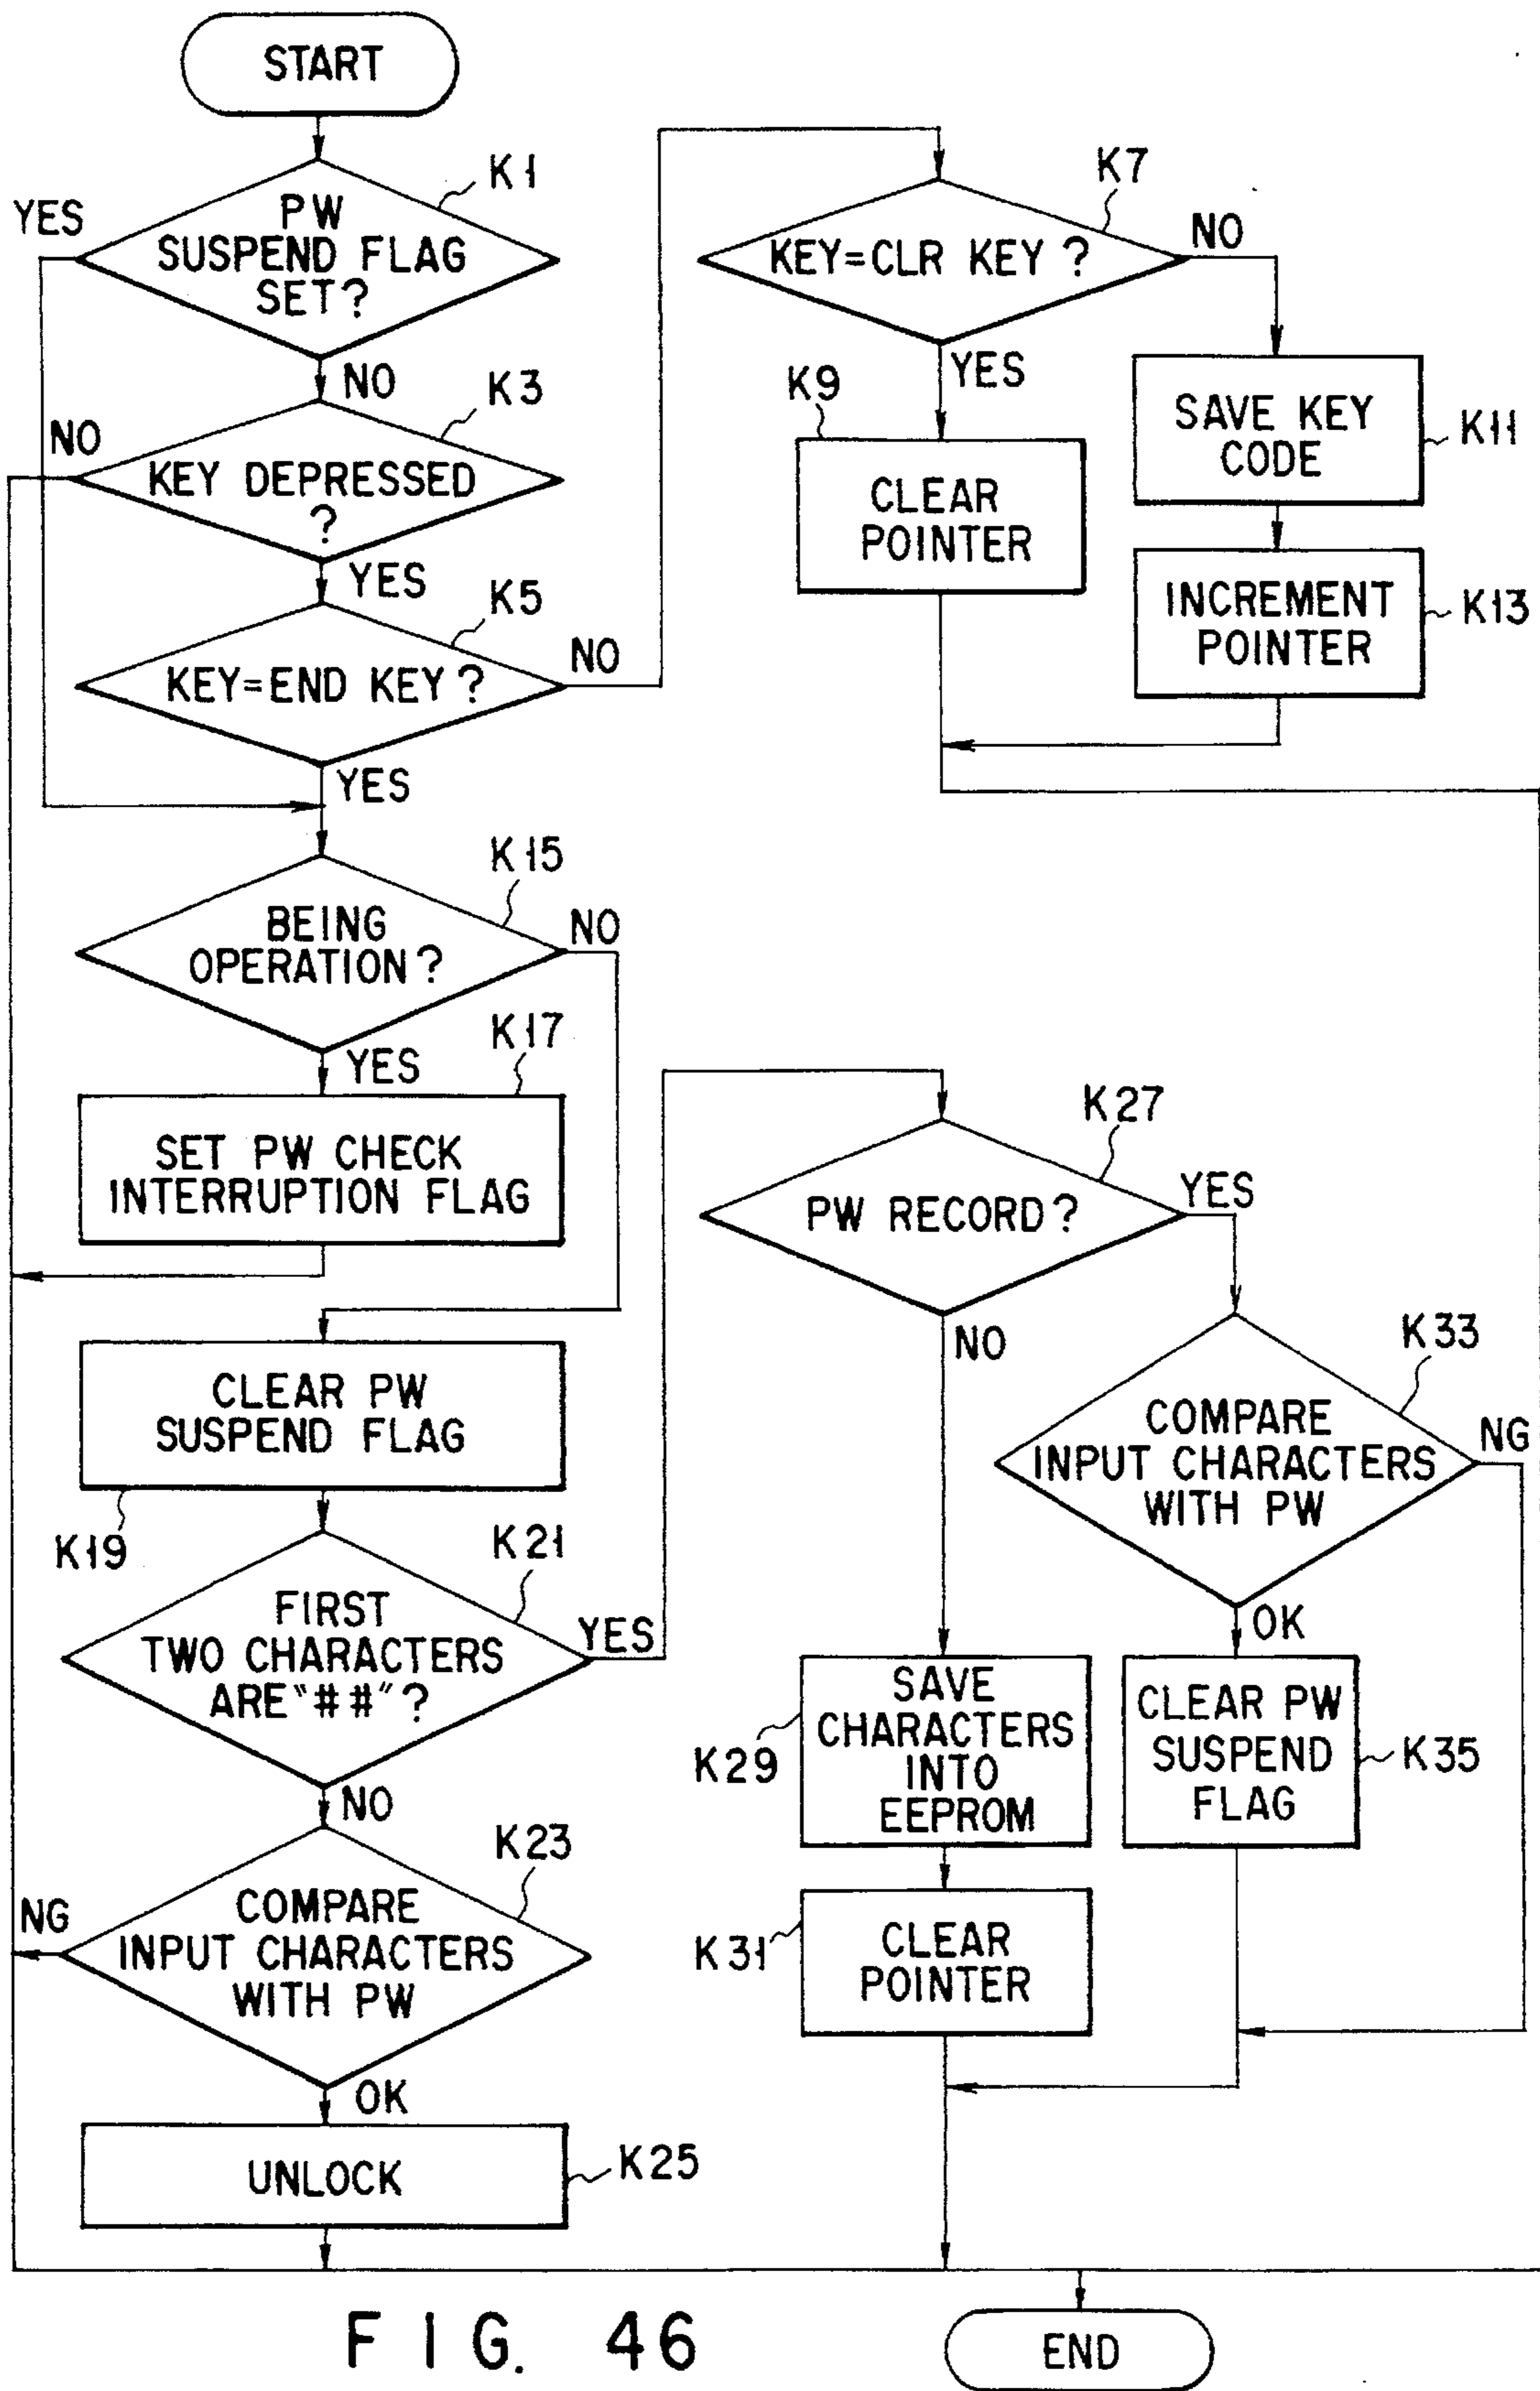 START
K1
YES
PW
SUSPEND FLAG
SET?
NO
K3
NO
KEY DEPRESSED
?
YES
K5
KEY=END KEY?
NO
YES
K7
KEY=CLR KEY ?
NO
YES
K9
CLEAR
POINTER
SAVE KEY
CODE
K11
INCREMENT
POINTER
K13
K15
BEING
OPERATION?
NO
YES
K17
SET PW CHECK
INTERRUPTION FLAG
CLEAR PW
SUSPEND FLAG
K19
K21
FIRST
TWO CHARACTERS
ARE "##"?
YES
NO
K23
COMPARE
INPUT CHARACTERS
WITH PW
NG
OK
UNLOCK
K25
K27
PW RECORD?
YES
NO
K33
COMPARE
INPUT CHARACTERS
WITH PW
NG
OK
SAVE
CHARACTERS
INTO
EEPROM
K29
CLEAR PW
SUSPEND
FLAG
K35
CLEAR
POINTER
K31
END
FIG. 46